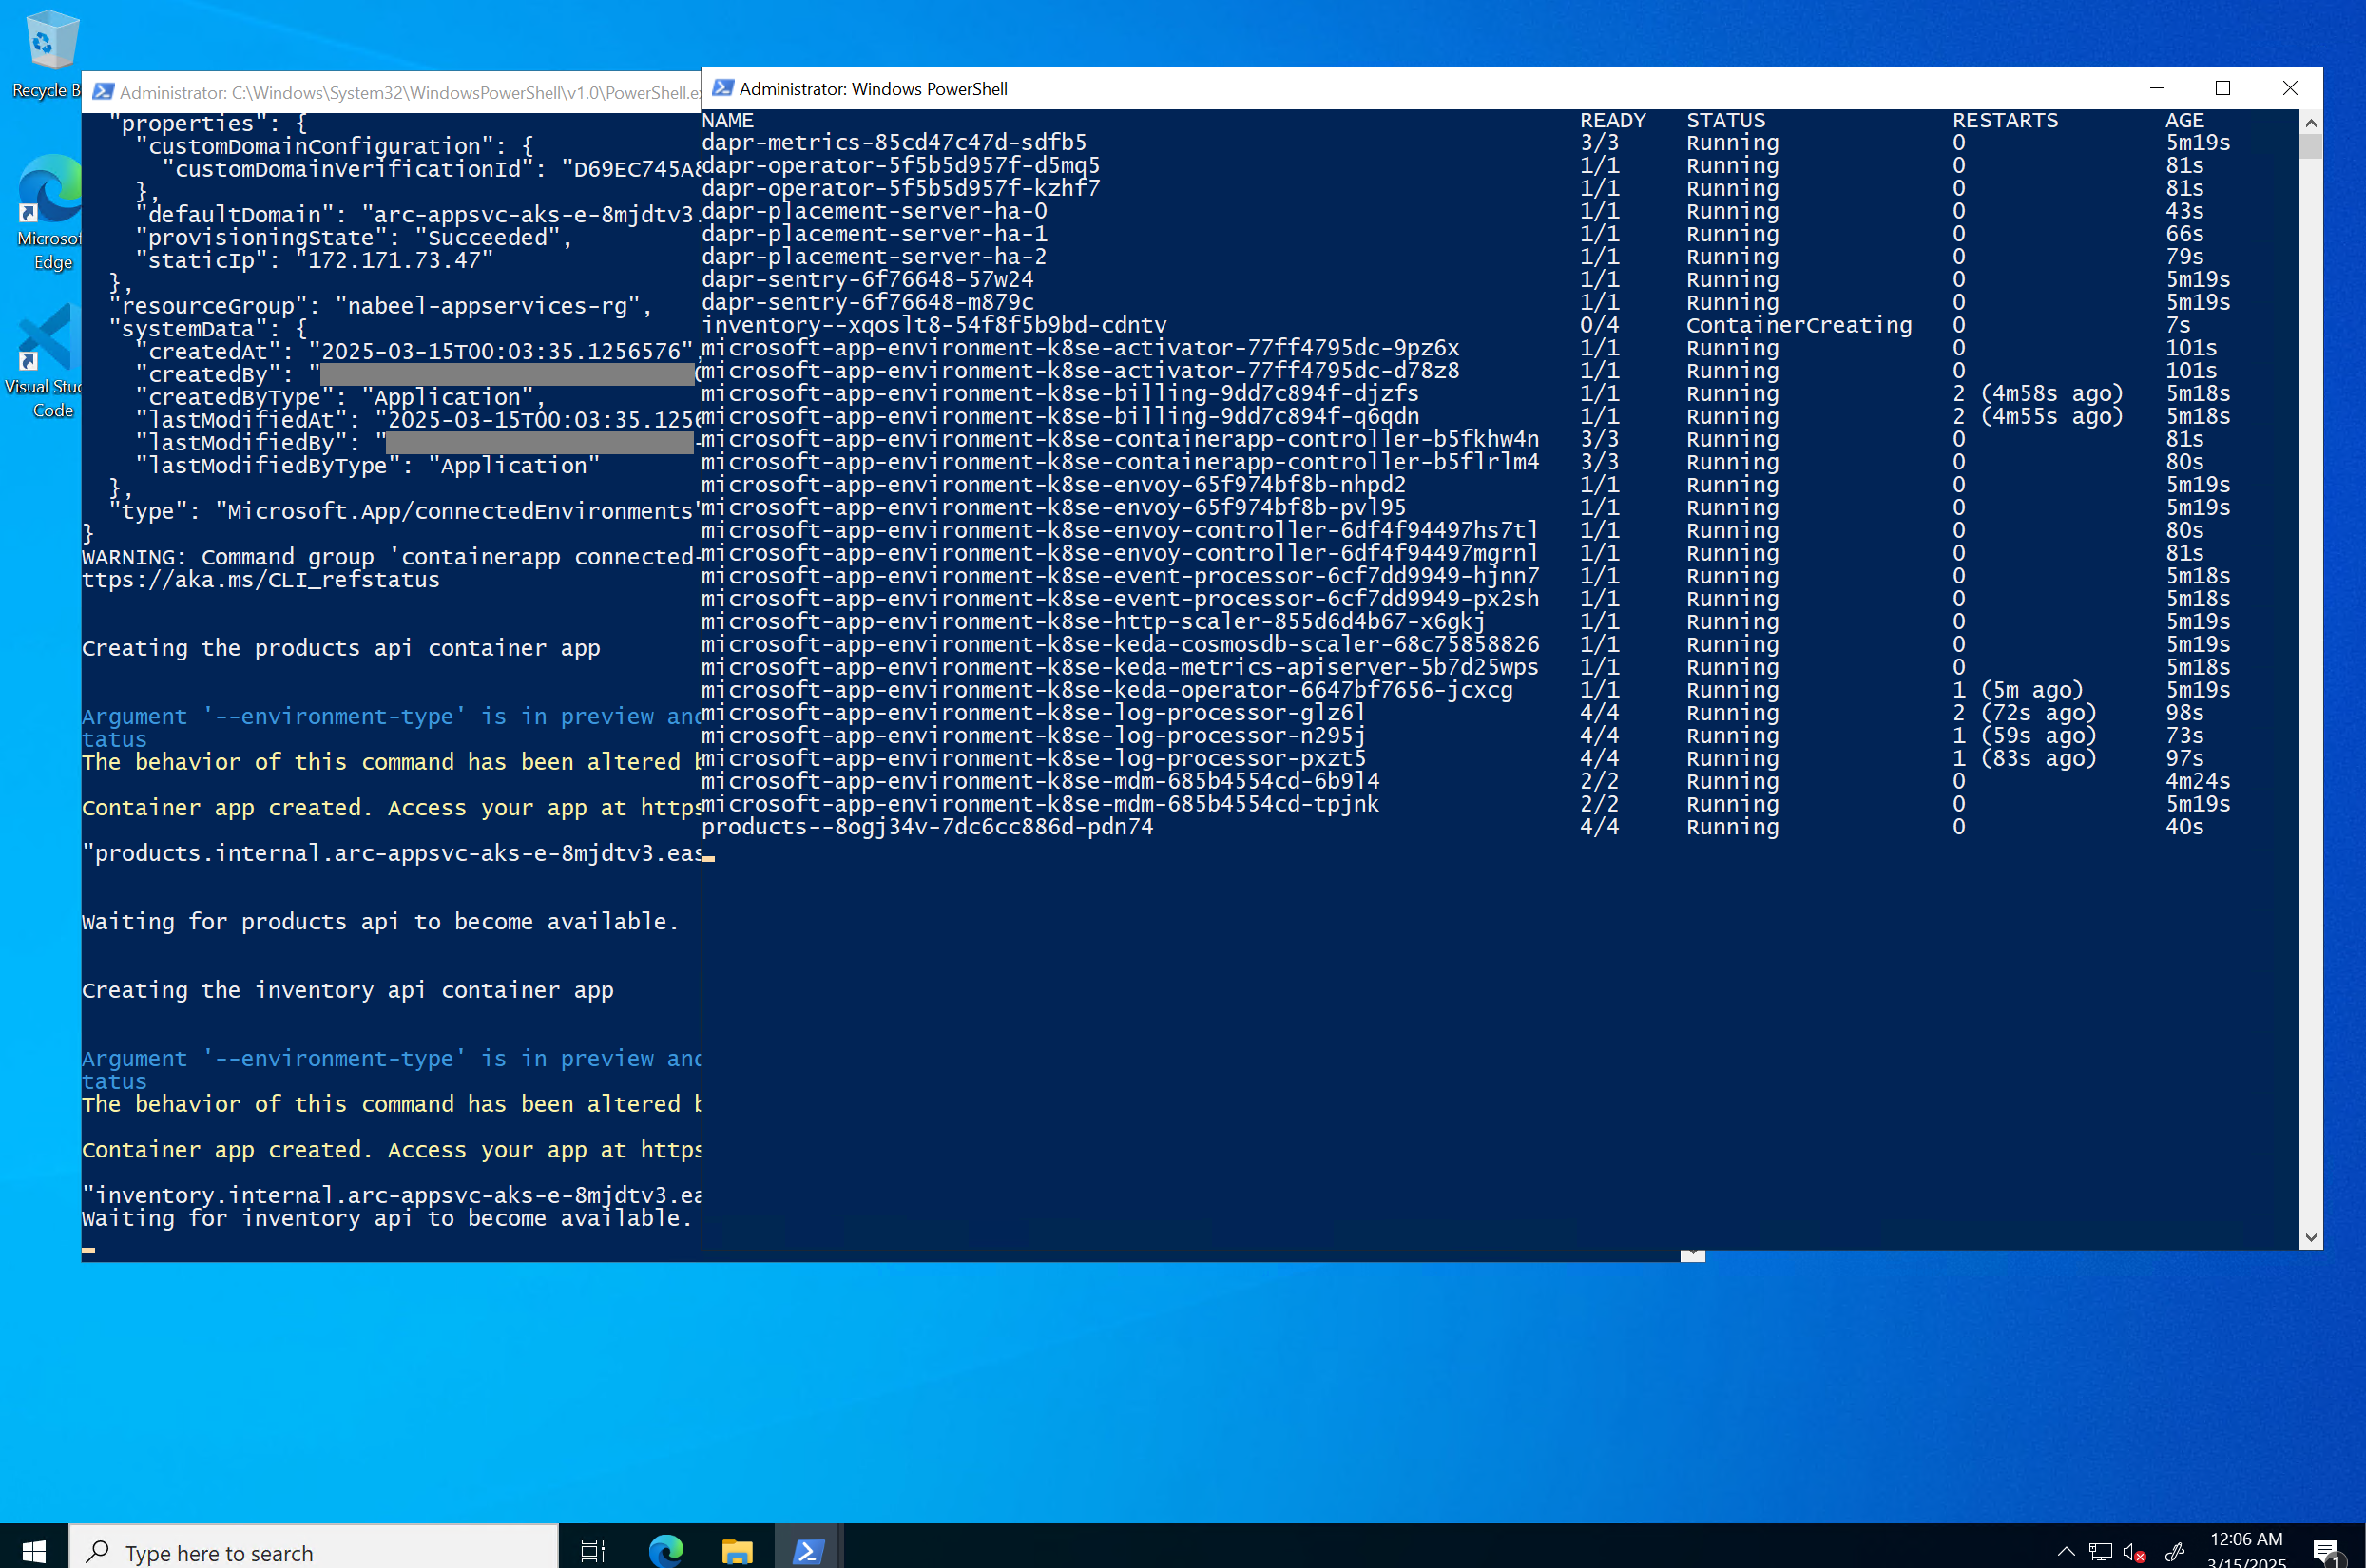 Recycle B
Microsof
Edge
Visual Stud
Code
Administrator: C:\Windows\System32\WindowsPowerShell\v1.0\PowerShell.ex
"properties": {
"customDomainConfiguration": {
"customDomainVerificationId": "D69EC745A8
},
"defaultDomain": "arc-appsvc-aks-e-8mjdtv3.
"provisioningState": "Succeeded",
"staticIp": "172.171.73.47"
},
"resourceGroup": "nabeel-appservices-rg",
"systemData": {
"createdAt": "2025-03-15T00:03:35.1256576",
"createdBy": "
"createdByType": "Application",
"lastModifiedAt": "2025-03-15T00:03:35.1256
"lastModifiedBy": "
"lastModifiedByType": "Application"
},
"type": "Microsoft.App/connectedEnvironments"
}
WARNING: Command group 'containerapp connected-
ttps://aka.ms/CLI_refstatus
Creating the products api container app
Argument '--environment-type' is in preview and
tatus
The behavior of this command has been altered b
Container app created. Access your app at https
"products.internal.arc-appsvc-aks-e-8mjdtv3.eas
Waiting for products api to become available.
Creating the inventory api container app
Argument '--environment-type' is in preview and
tatus
The behavior of this command has been altered b
Container app created. Access your app at https
"inventory.internal.arc-appsvc-aks-e-8mjdtv3.ea
Waiting for inventory api to become available.
Administrator: Windows PowerShell
NAME READY STATUS RESTARTS AGE
dapr-metrics-85cd47c47d-sdfb5 3/3 Running 0 5m19s
dapr-operator-5f5b5d957f-d5mq5 1/1 Running 0 81s
dapr-operator-5f5b5d957f-kzhf7 1/1 Running 0 81s
dapr-placement-server-ha-0 1/1 Running 0 43s
dapr-placement-server-ha-1 1/1 Running 0 66s
dapr-placement-server-ha-2 1/1 Running 0 79s
dapr-sentry-6f76648-57w24 1/1 Running 0 5m19s
dapr-sentry-6f76648-m879c 1/1 Running 0 5m19s
inventory--xqoslt8-54f8f5b9bd-cdntv 0/4 ContainerCreating 0 7s
microsoft-app-environment-k8se-activator-77ff4795dc-9pz6x 1/1 Running 0 101s
microsoft-app-environment-k8se-activator-77ff4795dc-d78z8 1/1 Running 0 101s
microsoft-app-environment-k8se-billing-9dd7c894f-djzfs 1/1 Running 2 (4m58s ago) 5m18s
microsoft-app-environment-k8se-billing-9dd7c894f-q6qdn 1/1 Running 2 (4m55s ago) 5m18s
microsoft-app-environment-k8se-containerapp-controller-b5fkhw4n 3/3 Running 0 81s
microsoft-app-environment-k8se-containerapp-controller-b5flrlm4 3/3 Running 0 80s
microsoft-app-environment-k8se-envoy-65f974bf8b-nhpd2 1/1 Running 0 5m19s
microsoft-app-environment-k8se-envoy-65f974bf8b-pvl95 1/1 Running 0 5m19s
microsoft-app-environment-k8se-envoy-controller-6df4f94497hs7tl 1/1 Running 0 80s
microsoft-app-environment-k8se-envoy-controller-6df4f94497mgrnl 1/1 Running 0 81s
microsoft-app-environment-k8se-event-processor-6cf7dd9949-hjnn7 1/1 Running 0 5m18s
microsoft-app-environment-k8se-event-processor-6cf7dd9949-px2sh 1/1 Running 0 5m18s
microsoft-app-environment-k8se-http-scaler-855d6d4b67-x6gkj 1/1 Running 0 5m19s
microsoft-app-environment-k8se-keda-cosmosdb-scaler-68c75858826 1/1 Running 0 5m19s
microsoft-app-environment-k8se-keda-metrics-apiserver-5b7d25wps 1/1 Running 0 5m18s
microsoft-app-environment-k8se-keda-operator-6647bf7656-jcxcg 1/1 Running 1 (5m ago) 5m19s
microsoft-app-environment-k8se-log-processor-glz6l 4/4 Running 2 (72s ago) 98s
microsoft-app-environment-k8se-log-processor-n295j 4/4 Running 1 (59s ago) 73s
microsoft-app-environment-k8se-log-processor-pxzt5 4/4 Running 1 (83s ago) 97s
microsoft-app-environment-k8se-mdm-685b4554cd-6b9l4 2/2 Running 0 4m24s
microsoft-app-environment-k8se-mdm-685b4554cd-tpjnk 2/2 Running 0 5m19s
products--8ogj34v-7dc6cc886d-pdn74 4/4 Running 0 40s
Type here to search
12:06 AM
3/15/2025
1